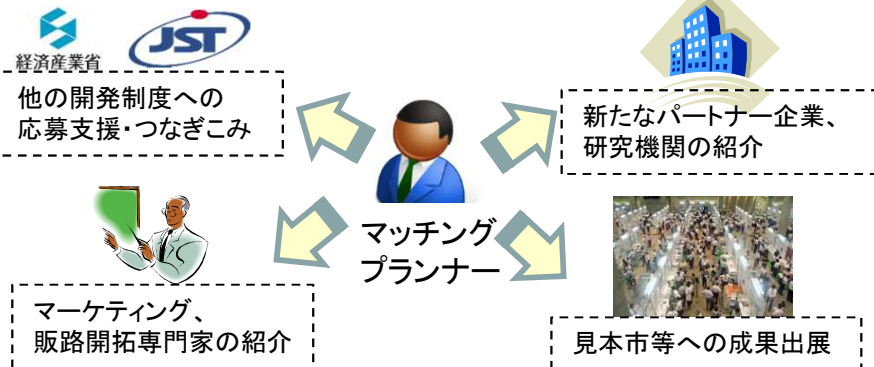 経済産業省
JST
他の開発制度への
応募支援・つなぎこみ
新たなパートナー企業、
研究機関の紹介
マッチング
プランナー
マーケティング、
販路開拓専門家の紹介
見本市等への成果出展